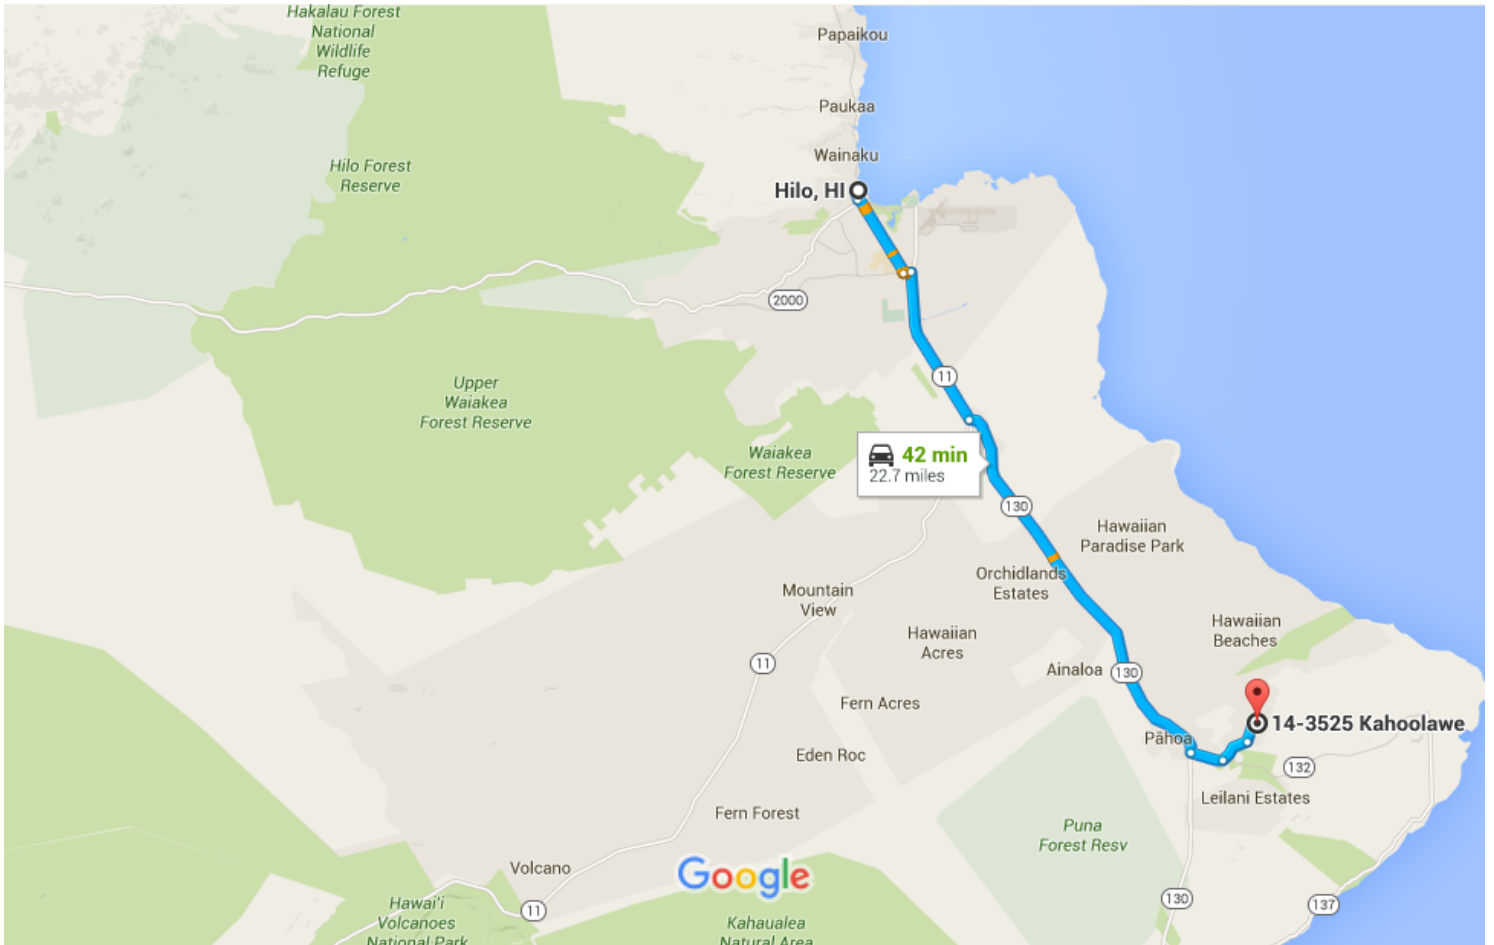 Hakalau Forest
National
Wildlife
Refuge
Papaikou
Paukaa
Wainaku
Hilo Forest
Reserve
Hilo, HI
2000
Upper
Waiakea
Forest Reserve
11
Waiakea
Forest Reserve
42 min
22.7 miles
130
Hawaiian
Paradise Park
Orchidlands
Estates
Mountain
View
Hawaiian
Beaches
Hawaiian
Acres
11
Ainaloa
130
Fern Acres
14-3525 Kahoolawe
Pāhoa
Eden Roc
132
Leilani Estates
Fern Forest
Puna
Forest Resv
Volcano
Google
130
137
11
Hawai'i
Volcanoes
National Park
Kahaualea
Natural Area